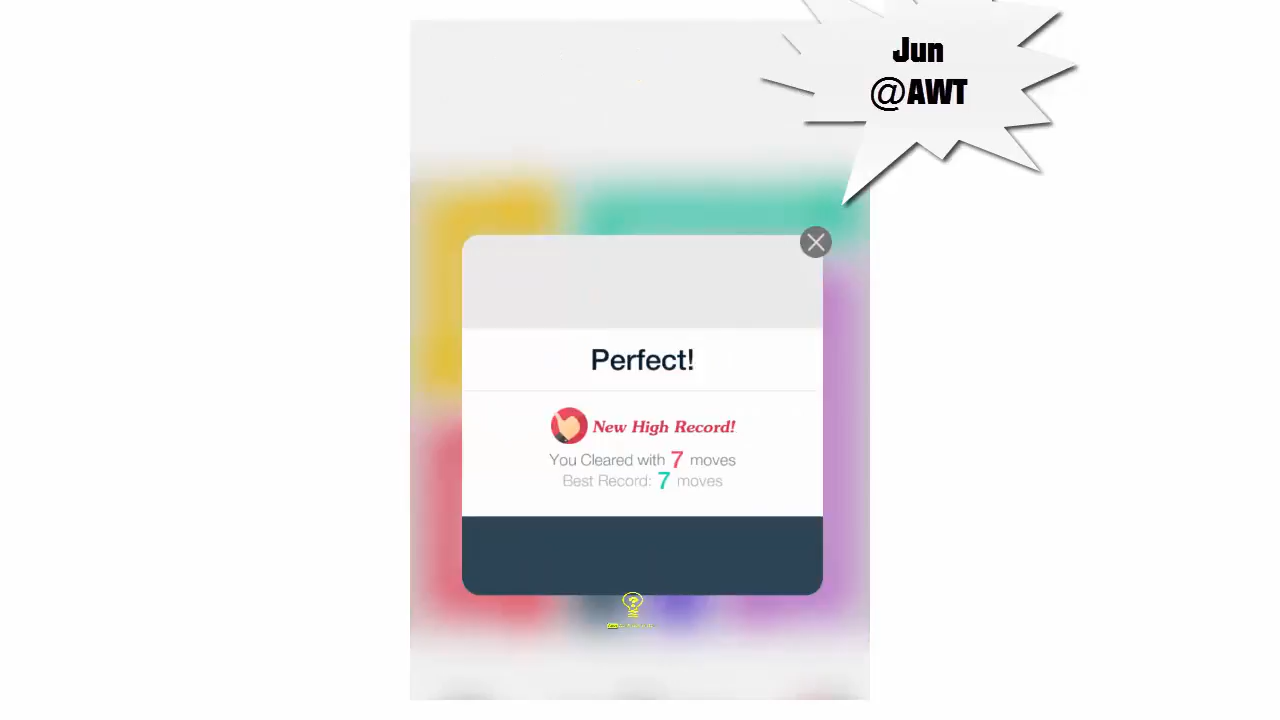 Jun
@AWT
Perfect!
New High Record!
You Cleared with 7 moves
Best Record: 7 moves